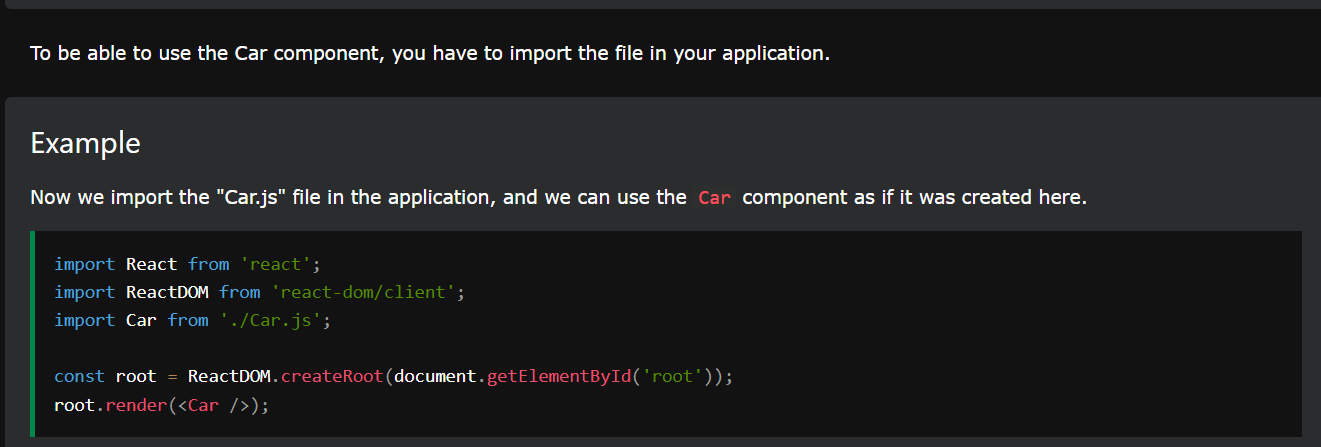 To be able to use the Car component, you have to import the file in your application.
Example
Now we import the "Car.js" file in the application, and we can use the Car component as if it was created here.
import React from 'react';
import ReactDOM from 'react-dom/client';
import Car from './Car.js';
const root = ReactDOM.createRoot(document.getElementById('root'));
root.render(<Car />);